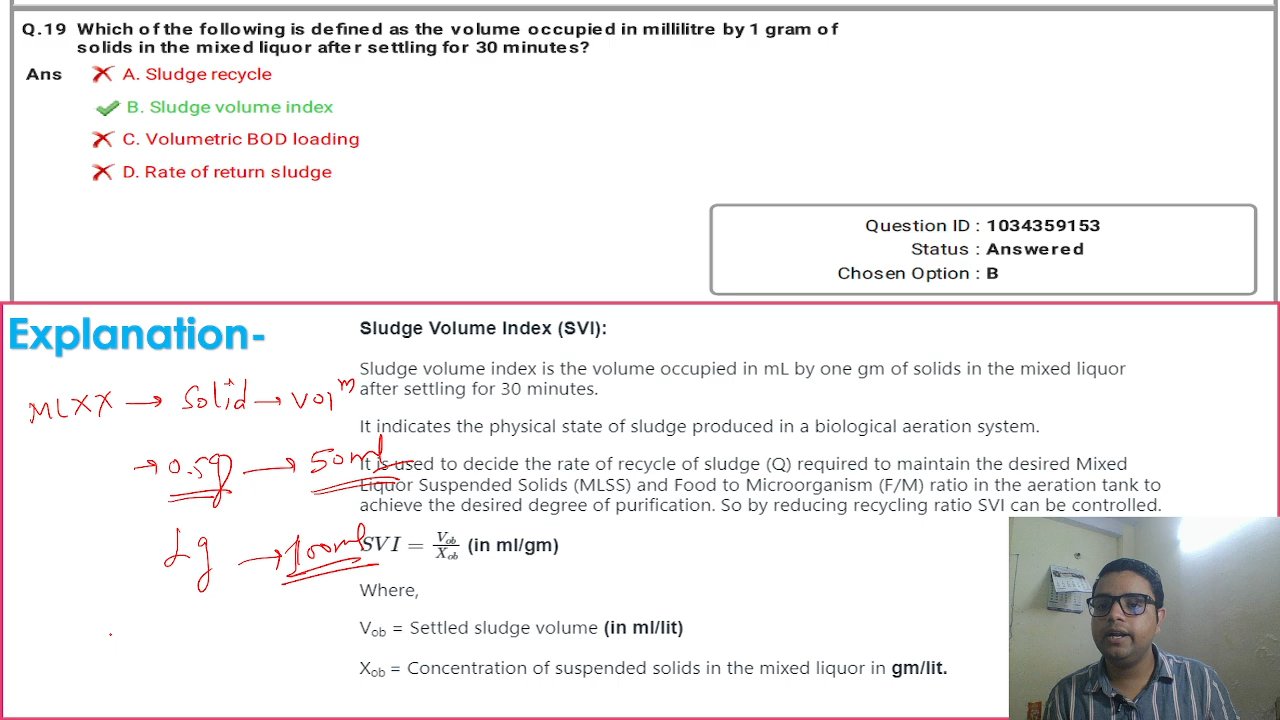 Q.19 Which of the following is defined as the volume occupied in millilitre by 1 gram of
solids in the mixed liquor after settling for 30 minutes?
Ans A. Sludge recycle
B. Sludge volume index
C. Volumetric BOD loading
D. Rate of return sludge
Question ID : 1034359153
Status : Answered
Chosen Option : B
Explanation-
Sludge Volume Index (SVI):
Sludge volume index is the volume occupied in mL by one gm of solids in the mixed liquor
after settling for 30 minutes.
It indicates the physical state of sludge produced in a biological aeration system.
It is used to decide the rate of recycle of sludge (Q) required to maintain the desired Mixed
Liquor Suspended Solids (MLSS) and Food to Microorganism (F/M) ratio in the aeration tank to
achieve the desired degree of purification. So by reducing recycling ratio SVI can be controlled.
SVI = Vob/Xob (in ml/gm)
Where,
Vob = Settled sludge volume (in ml/lit)
Xob = Concentration of suspended solids in the mixed liquor in gm/lit.
MLXX → Solid → Volm
→ 0.5g → 50ml
1g → 100ml